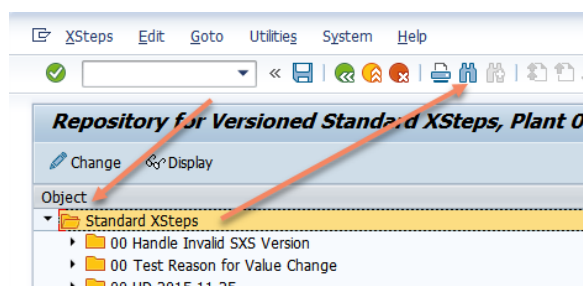 XSteps Edit Goto Utilities System Help
Repository for Versioned Standard XSteps, Plant 0
Change Display
Object
Standard XSteps
00 Handle Invalid SXS Version
00 Test Reason for Value Change